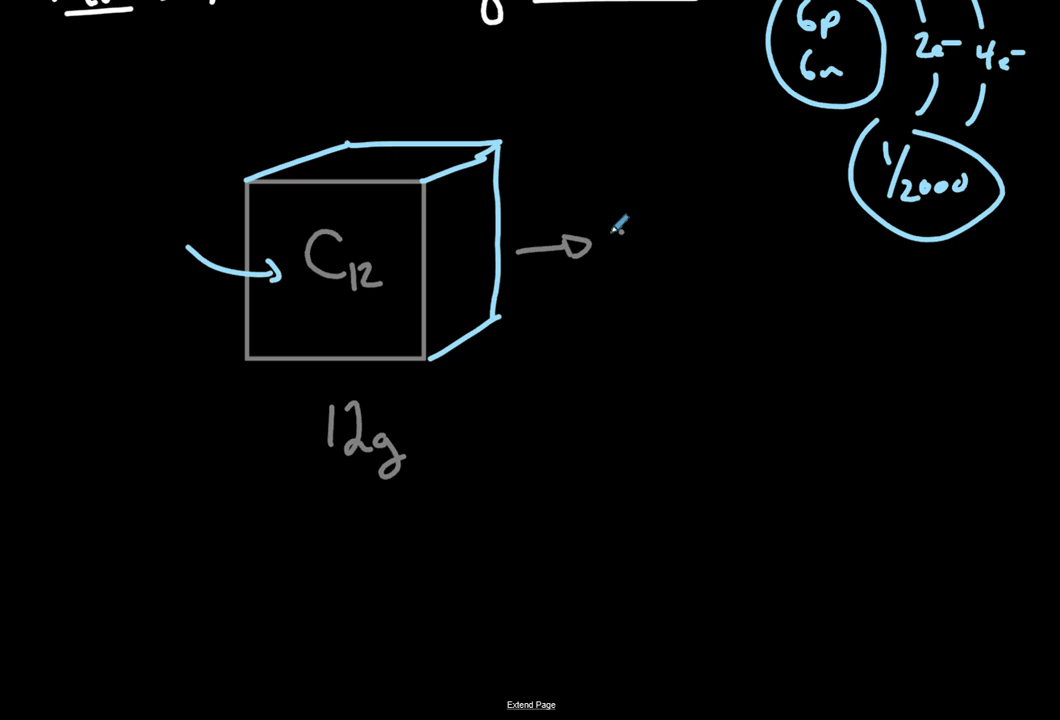 6p
6n
2e⁻ 4e⁻
1/2000
C₁₂
12g
Extend Page